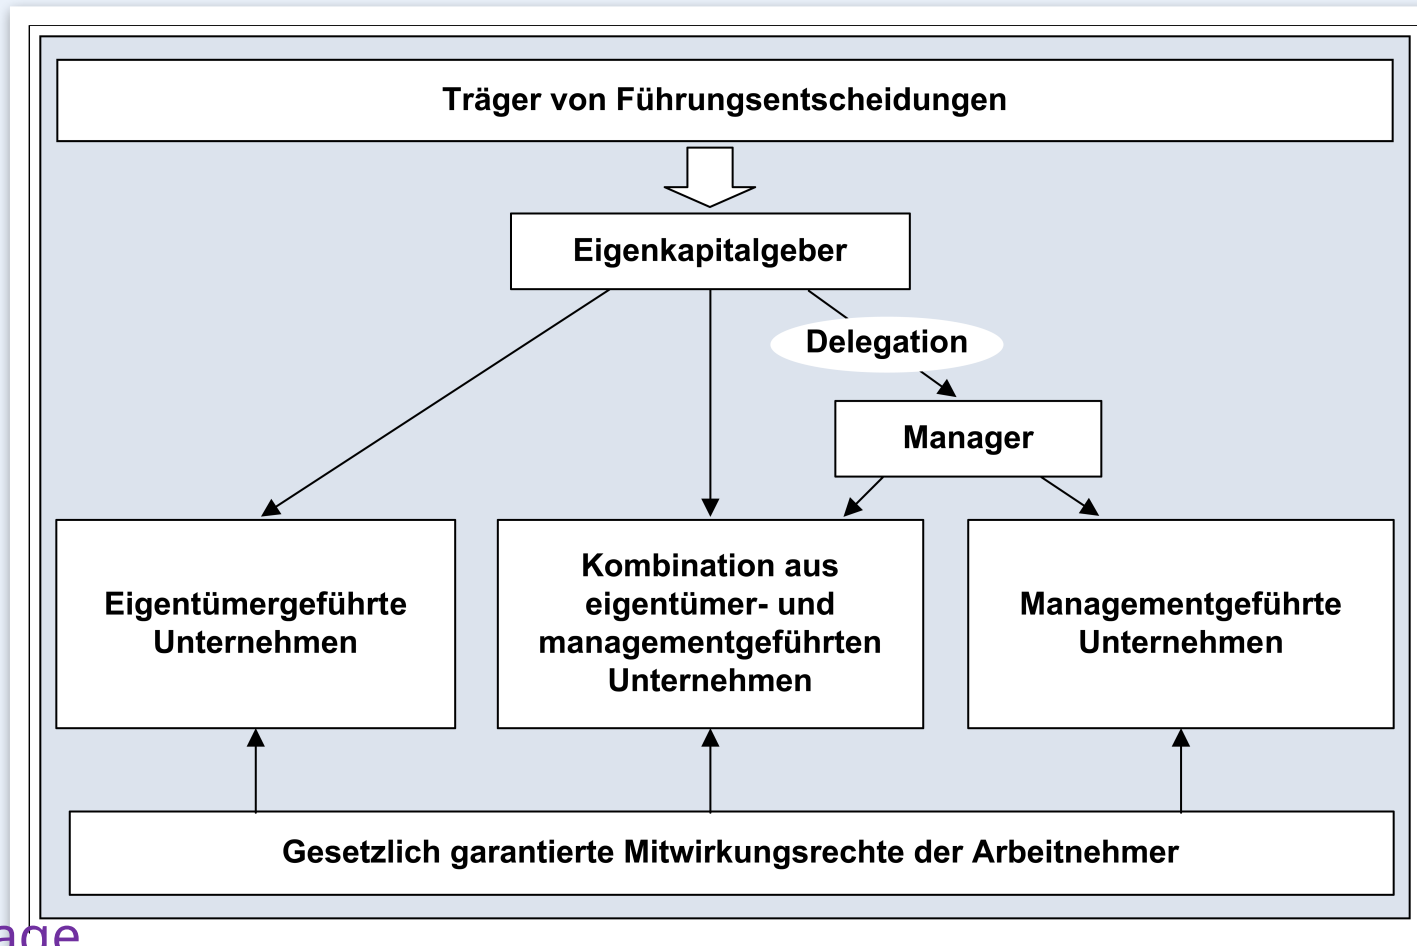 Träger von Führungsentscheidungen
Eigenkapitalgeber
Delegation
Manager
Eigentümergeführte
Unternehmen
Kombination aus
eigentümer- und
managementgeführten
Unternehmen
Managementgeführte
Unternehmen
Gesetzlich garantierte Mitwirkungsrechte der Arbeitnehmer